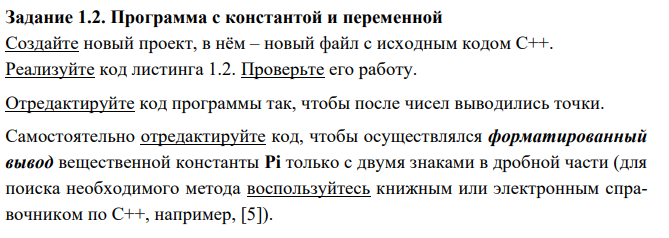 Задание 1.2. Программа с константой и переменной
Создайте новый проект, в нём – новый файл с исходным кодом C++.
Реализуйте код листинга 1.2. Проверьте его работу.
Отредактируйте код программы так, чтобы после чисел выводились точки.
Самостоятельно отредактируйте код, чтобы осуществлялся форматированный
вывод вещественной константы Pi только с двумя знаками в дробной части (для
поиска необходимого метода воспользуйтесь книжным или электронным спра-
вочником по C++, например, [5]).